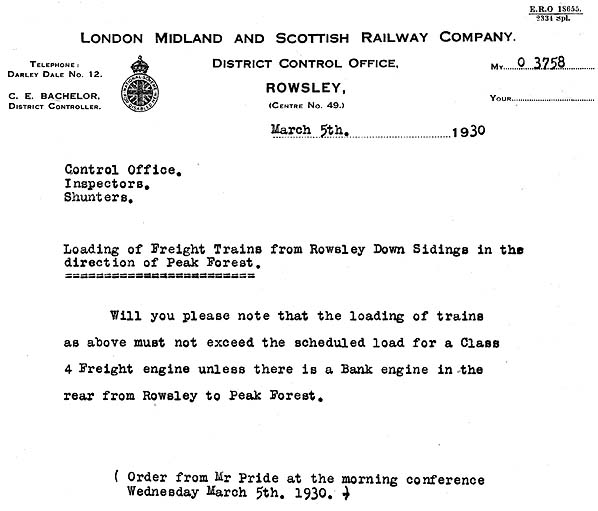 E.R.O 18655.
2334 Spl.
LONDON MIDLAND AND SCOTTISH RAILWAY COMPANY.
TELEPHONE:
DARLEY DALE NO. 12.
C. E. BACHELOR,
DISTRICT CONTROLLER.
DISTRICT CONTROL OFFICE,
ROWSLEY,
(CENTRE NO. 49.)
MY O 3758
YOUR
March 5th. 1930
Control Office.
Inspectors.
Shunters.
Loading of Freight Trains from Rowsley Down Sidings in the
direction of Peak Forest.
========================
Will you please note that the loading of trains
as above must not exceed the scheduled load for a Class
4 Freight engine unless there is a Bank engine in the
rear from Rowsley to Peak Forest.
( Order from Mr Pride at the morning conference
Wednesday March 5th. 1930. )